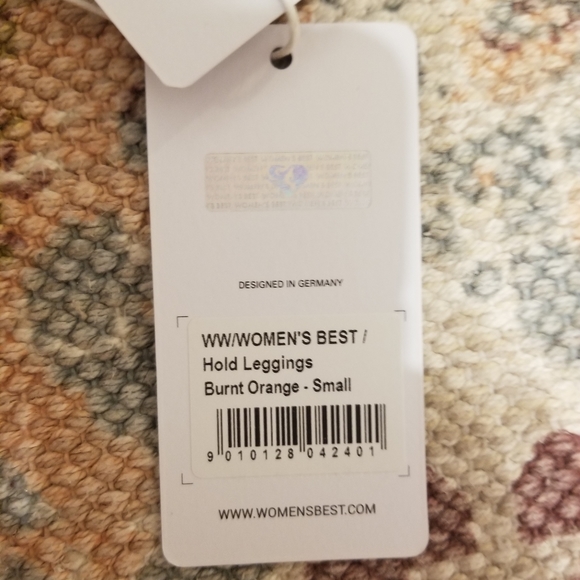 DESIGNED IN GERMANY
WW/WOMEN'S BEST /
Hold Leggings
Burnt Orange - Small
9 010128 042401
WWW.WOMENSBEST.COM